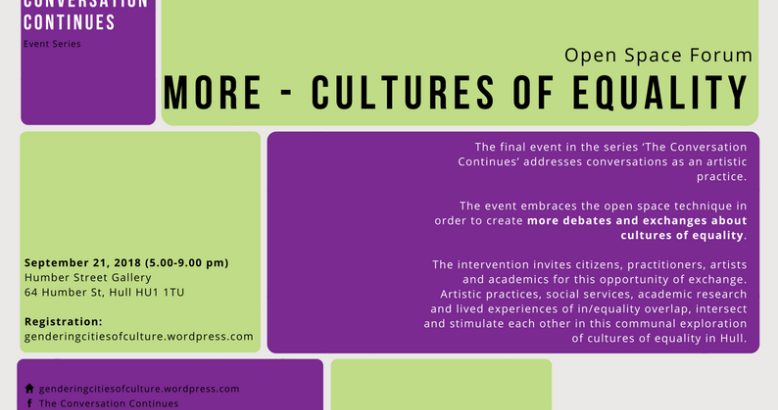 CONVERSATION
CONTINUES
Event Series
Open Space Forum
MORE - CULTURES OF EQUALITY
The final event in the series ‘The Conversation
Continues’ addresses conversations as an artistic
practice.
The event embraces the open space technique in
order to create more debates and exchanges about
cultures of equality.
The intervention invites citizens, practitioners, artists
and academics for this opportunity of exchange.
Artistic practices, social services, academic research
and lived experiences of in/equality overlap, intersect
and stimulate each other in this communal exploration
of cultures of equality in Hull.
September 21, 2018 (5.00-9.00 pm)
Humber Street Gallery
64 Humber St, Hull HU1 1TU
Registration:
genderingcitiesofculture.wordpress.com
genderingcitiesofculture.wordpress.com
The Conversation Continues